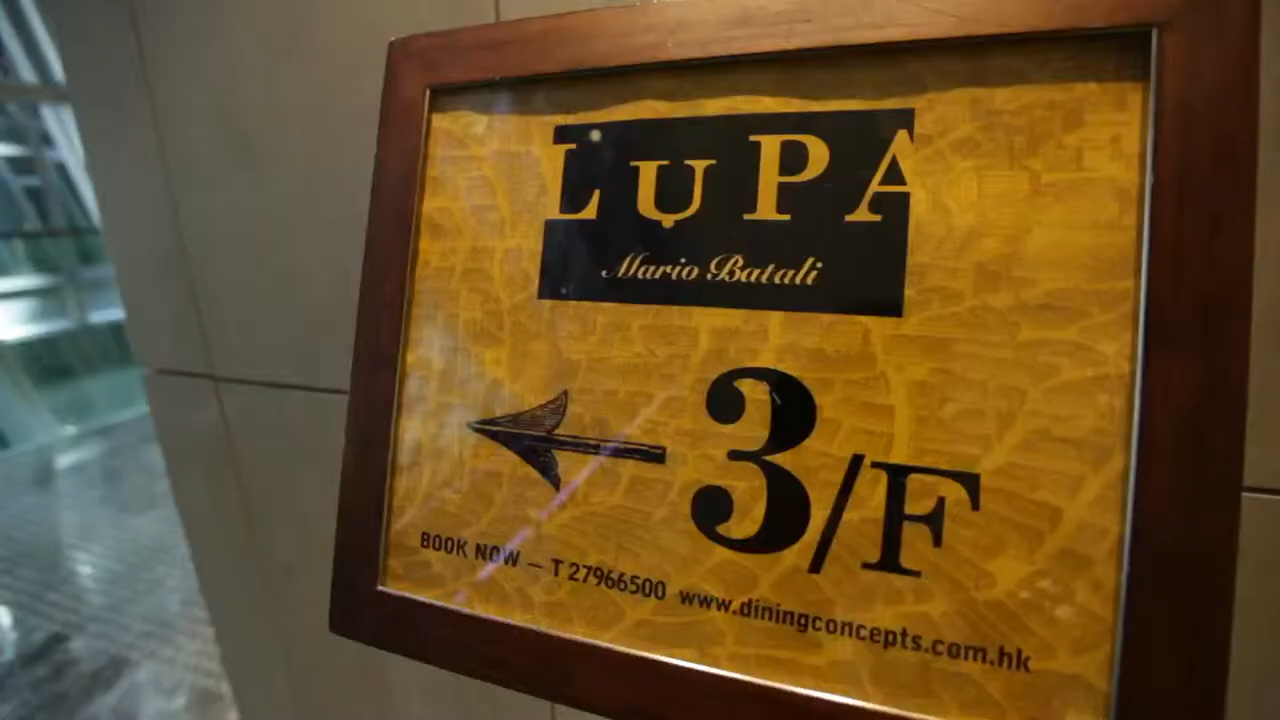 LUPA
Mario Batali
3/F
BOOK NOW – T 27966500 www.diningconcepts.com.hk